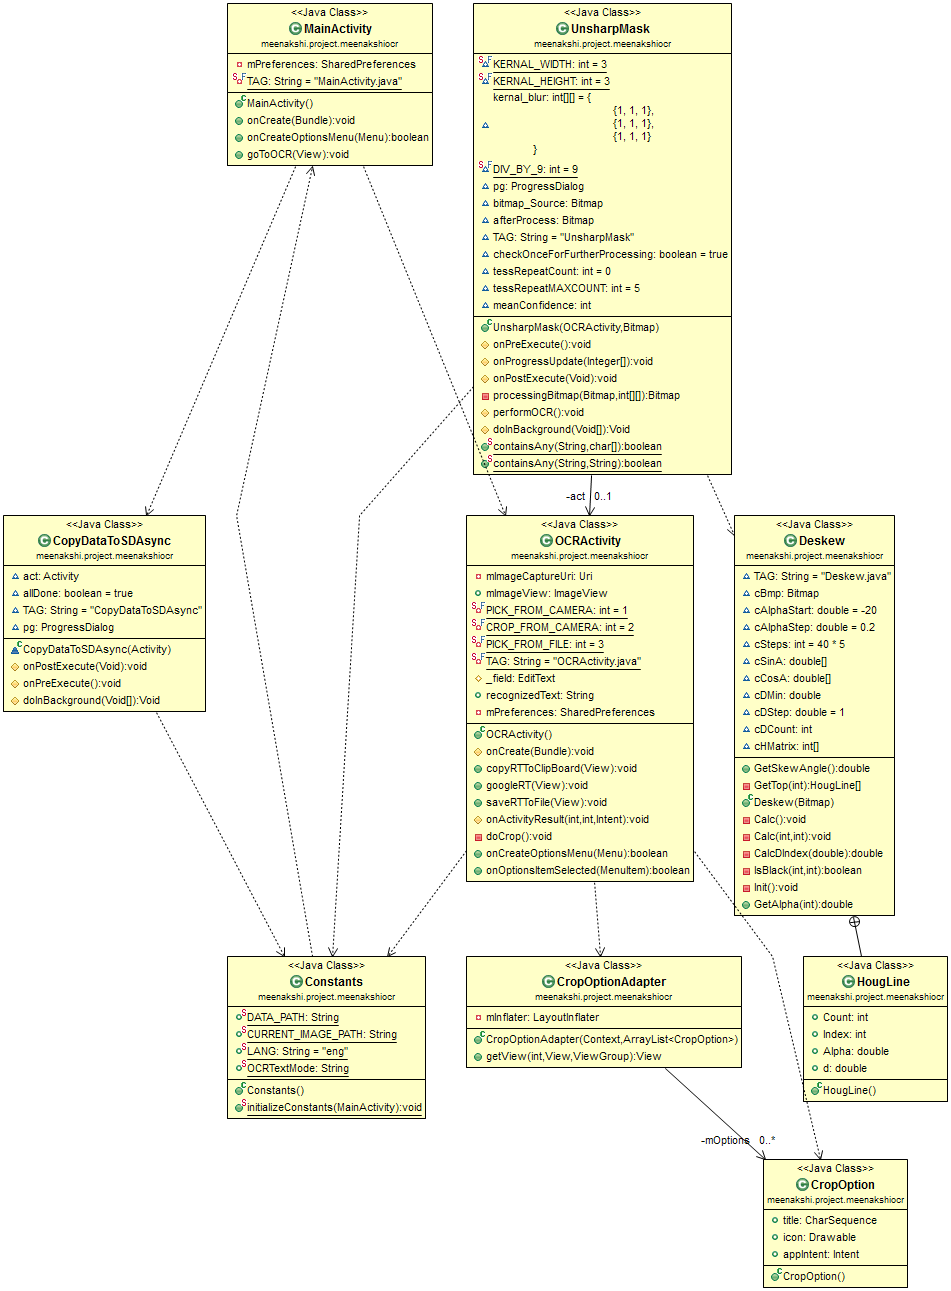 <<Java Class>>
MainActivity
meenakshi.project.meenakshiocr
mPreferences: SharedPreferences
TAG: String = "MainActivity.java"
MainActivity()
onCreate(Bundle):void
onCreateOptionsMenu(Menu):boolean
goToOCR(View):void
<<Java Class>>
UnsharpMask
meenakshi.project.meenakshiocr
KERNAL_WIDTH: int = 3
KERNAL_HEIGHT: int = 3
kernal_blur: int[][] = {
{1, 1, 1},
{1, 1, 1},
{1, 1, 1}
}
DIV_BY_9: int = 9
pg: ProgressDialog
bitmap_Source: Bitmap
afterProcess: Bitmap
TAG: String = "UnsharpMask"
checkOnceForFurtherProcessing: boolean = true
tessRepeatCount: int = 0
tessRepeatMAXCOUNT: int = 5
meanConfidence: int
UnsharpMask(OCRActivity,Bitmap)
onPreExecute():void
onProgressUpdate(Integer[]):void
onPostExecute(Void):void
processingBitmap(Bitmap,int[][]):Bitmap
performOCR():void
doInBackground(Void[]):Void
containsAny(String,char[]):boolean
containsAny(String,String):boolean
-act 0..1
<<Java Class>>
CopyDataToSDAsync
meenakshi.project.meenakshiocr
act: Activity
allDone: boolean = true
TAG: String = "CopyDataToSDAsync"
pg: ProgressDialog
CopyDataToSDAsync(Activity)
onPostExecute(Void):void
onPreExecute():void
doInBackground(Void[]):Void
<<Java Class>>
OCRActivity
meenakshi.project.meenakshiocr
mImageCaptureUri: Uri
mImageView: ImageView
PICK_FROM_CAMERA: int = 1
CROP_FROM_CAMERA: int = 2
PICK_FROM_FILE: int = 3
TAG: String = "OCRActivity.java"
_field: EditText
recognizedText: String
mPreferences: SharedPreferences
OCRActivity()
onCreate(Bundle):void
copyRTToClipBoard(View):void
googleRT(View):void
saveRTToFile(View):void
onActivityResult(int,int,Intent):void
doCrop():void
onCreateOptionsMenu(Menu):boolean
onOptionsItemSelected(MenuItem):boolean
<<Java Class>>
Deskew
meenakshi.project.meenakshiocr
TAG: String = "Deskew.java"
cBmp: Bitmap
cAlphaStart: double = -20
cAlphaStep: double = 0.2
cSteps: int = 40 * 5
cSinA: double[]
cCosA: double[]
cDMin: double
cDStep: double = 1
cDCount: int
cHMatrix: int[]
GetSkewAngle():double
GetTop(int):HougLine[]
Deskew(Bitmap)
Calc():void
Calc(int,int):void
CalcDIndex(double):double
IsBlack(int,int):boolean
Init():void
GetAlpha(int):double
<<Java Class>>
Constants
meenakshi.project.meenakshiocr
DATA_PATH: String
CURRENT_IMAGE_PATH: String
LANG: String = "eng"
OCRTextMode: String
Constants()
initializeConstants(MainActivity):void
<<Java Class>>
CropOptionAdapter
meenakshi.project.meenakshiocr
mInflater: LayoutInflater
CropOptionAdapter(Context,ArrayList<CropOption>)
getView(int,View,ViewGroup):View
<<Java Class>>
HougLine
meenakshi.project.meenakshiocr
Count: int
Index: int
Alpha: double
d: double
HougLine()
-mOptions 0..*
<<Java Class>>
CropOption
meenakshi.project.meenakshiocr
title: CharSequence
icon: Drawable
appIntent: Intent
CropOption()